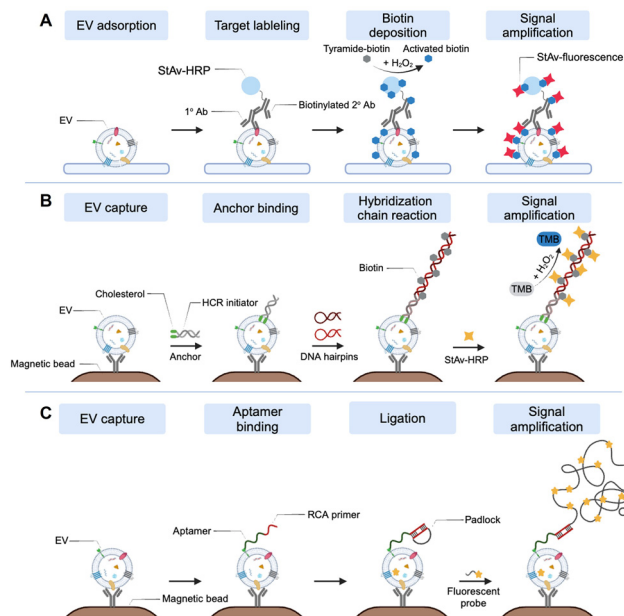 A
EV adsorption
Target lableling
Biotin
deposition
Signal
amplification
Tyramide-biotin
Activated biotin
+ H₂O₂
StAv-fluorescence
StAv-HRP
1° Ab
Biotinylated 2° Ab
EV
B
EV capture
Anchor binding
Hybridization
chain reaction
Signal
amplification
TMB
+ H₂O₂
TMB
Biotin
Cholesterol
HCR initiator
EV
Magnetic bead
Anchor
DNA hairpins
StAv-HRP
C
EV capture
Aptamer
binding
Ligation
Signal
amplification
RCA primer
Aptamer
Padlock
EV
Magnetic bead
Fluorescent
probe